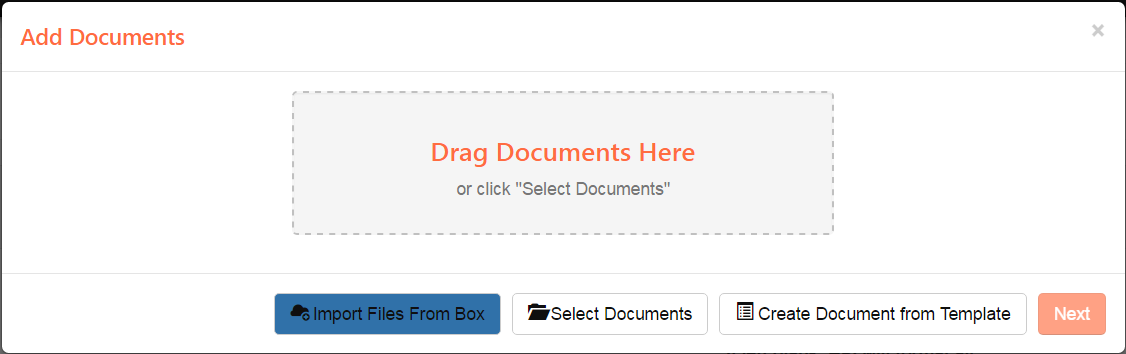 Add Documents
×
Drag Documents Here
or click "Select Documents"
Import Files From Box
Select Documents
Create Document from Template
Next